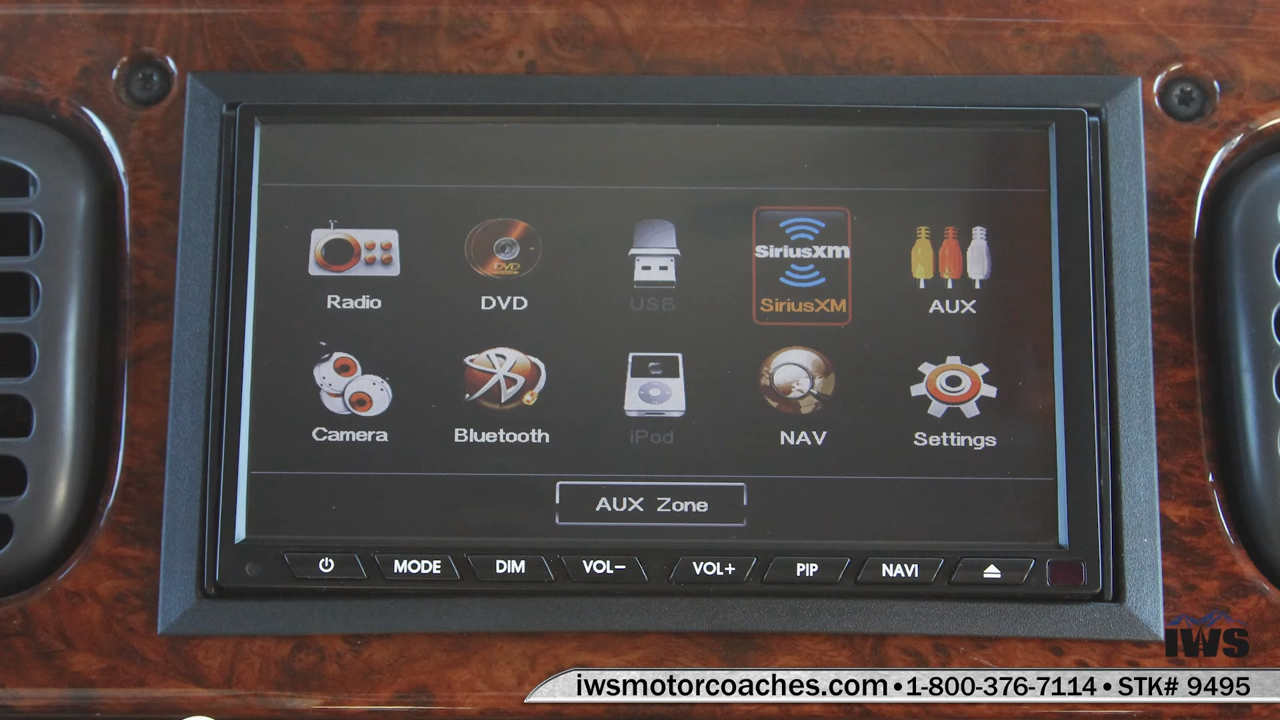 DVD
SiriusXM
Radio
DVD
USB
SiriusXM
AUX
Camera
Bluetooth
iPod
NAV
Settings
AUX Zone
MODE
DIM
VOL−
VOL+
PIP
NAVI
IWS
iwsmotorcoaches.com • 1-800-376-7114 • STK# 9495